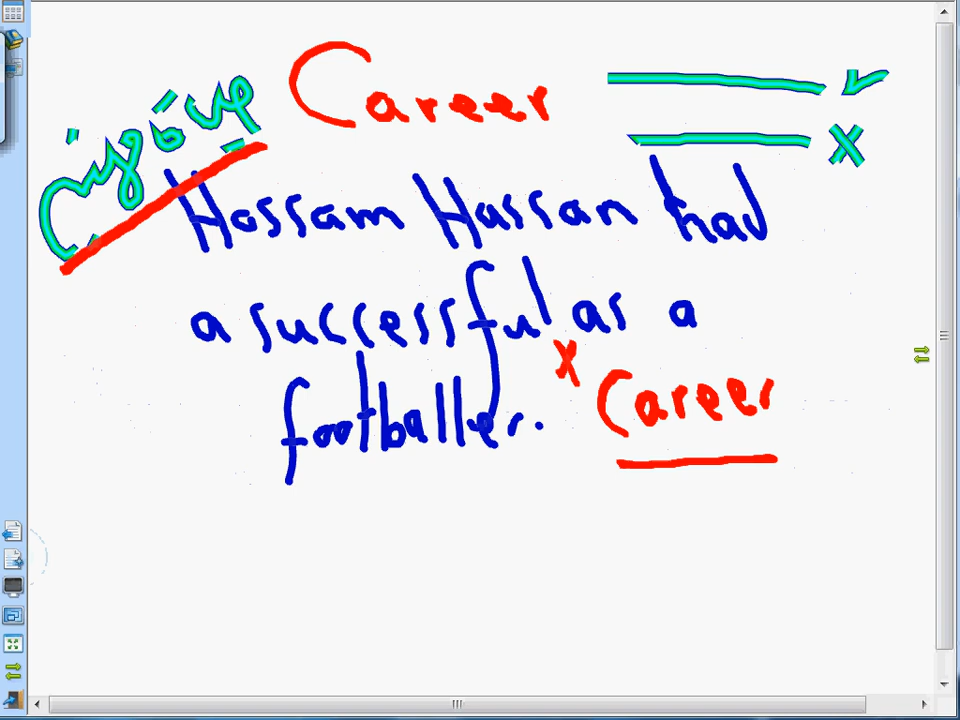 Career
✓
x
Hossam Hassan had
a successful as a
x
footballer. Career